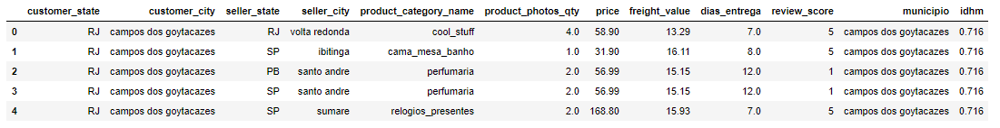 customer_state customer_city seller_state seller_city product_category_name product_photos_qty price freight_value dias_entrega review_score municipio idhm
0 RJ campos dos goytacazes RJ volta redonda cool_stuff 4.0 58.90 13.29 7.0 5 campos dos goytacazes 0.716
1 RJ campos dos goytacazes SP ibitinga cama_mesa_banho 1.0 31.90 16.11 8.0 5 campos dos goytacazes 0.716
2 RJ campos dos goytacazes PB santo andre perfumaria 2.0 56.99 15.15 12.0 1 campos dos goytacazes 0.716
3 RJ campos dos goytacazes SP santo andre perfumaria 2.0 56.99 15.15 12.0 1 campos dos goytacazes 0.716
4 RJ campos dos goytacazes SP sumare relogios_presentes 2.0 168.80 15.93 7.0 5 campos dos goytacazes 0.716